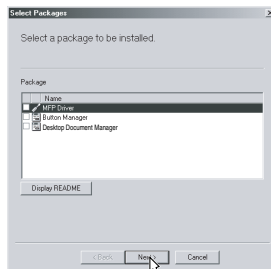 Select Packages
Select a package to be installed.
Package
Name
MFP Driver
Button Manager
Desktop Document Manager
Display README
< Back
Next >
Cancel